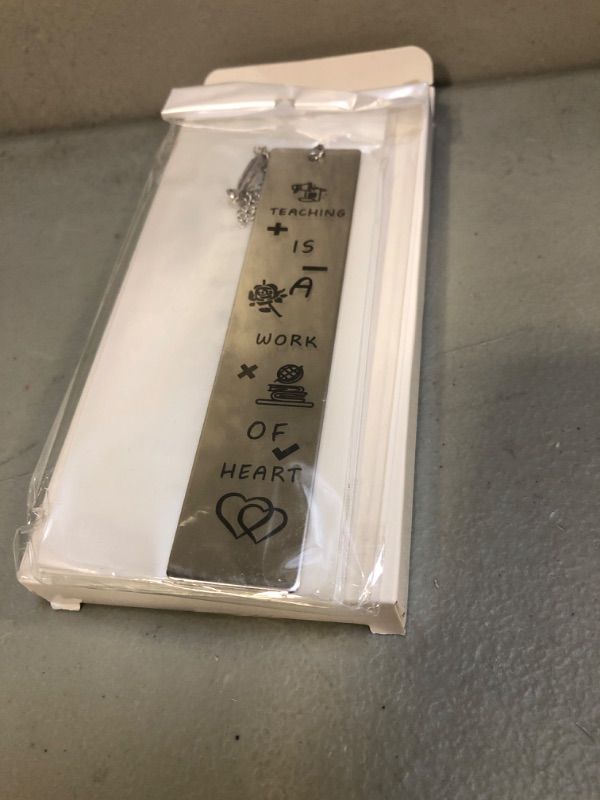 TEACHING
IS
A
WORK
OF
HEART